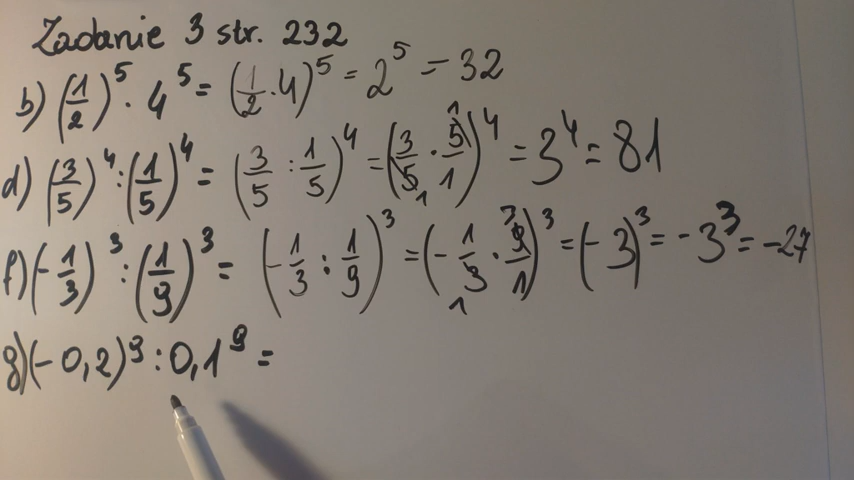 Zadanie 3 str. 232
b) (1/2)^5 · 4^5 = (1/2 · 4)^5 = 2^5 = 32
d) (3/5)^4 : (1/5)^4 = (3/5 : 1/5)^4 = (3/5 · 5/1)^4 = 3^4 = 81
f) (-1/3)^3 : (1/9)^3 = (-1/3 : 1/9)^3 = (-1/3 · 9/1)^3 = (-3)^3 = -3^3 = -27
g) (-0,2)^9 : 0,1^9 =